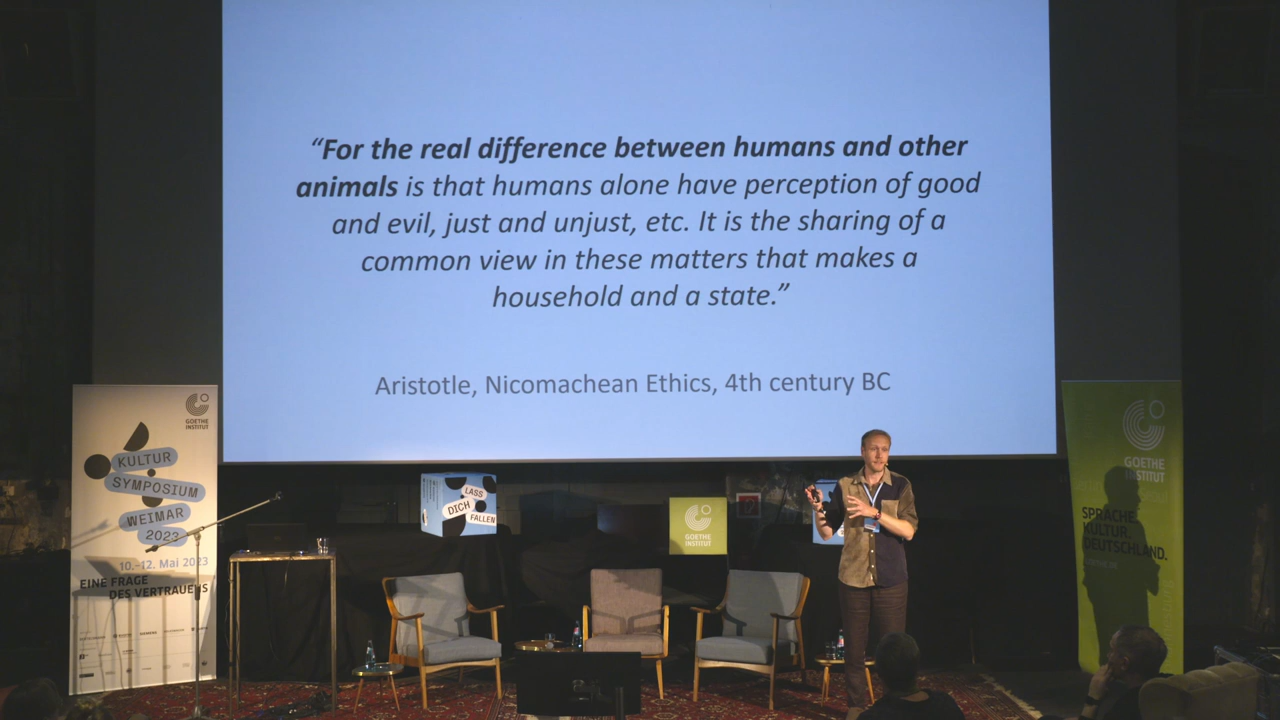 “For the real difference between humans and other
animals is that humans alone have perception of good
and evil, just and unjust, etc. It is the sharing of a
common view in these matters that makes a
household and a state.”
Aristotle, Nicomachean Ethics, 4th century BC
GOETHE
INSTITUT
KULTUR
SYMPOSIUM
WEIMAR
2023
10.–12. Mai 2023
EINE FRAGE
DES VERTRAUENS
LASS
DICH
FALLEN
GOETHE
INSTITUT
GOETHE
INSTITUT
SPRACHE.
KULTUR.
DEUTSCHLAND.